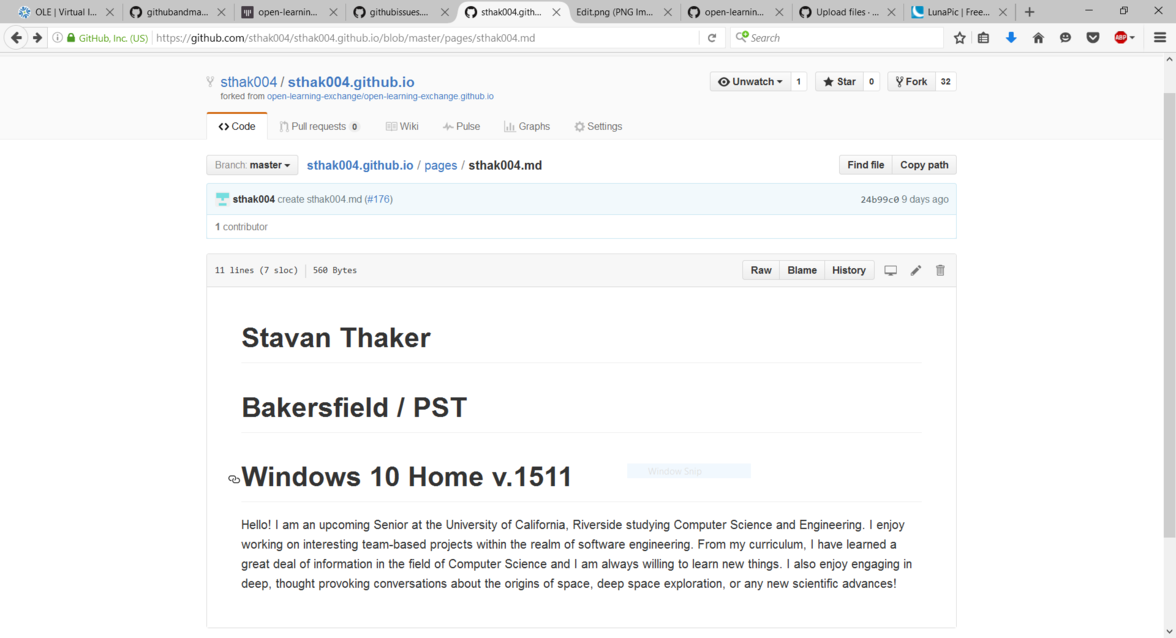 OLE | Virtual I...
githubandma...
open-learnin...
githubissues....
sthak004.gith...
Edit.png (PNG Im...
open-learnin...
Upload files - ...
LunaPic | Free...
GitHub, Inc. (US)
https://github.com/sthak004/sthak004.github.io/blob/master/pages/sthak004.md
Search
ABP
sthak004 / sthak004.github.io
forked from open-learning-exchange/open-learning-exchange.github.io
Unwatch 1
Star 0
Fork 32
Code
Pull requests 0
Wiki
Pulse
Graphs
Settings
Branch: master
sthak004.github.io / pages / sthak004.md
Find file
Copy path
sthak004 create sthak004.md (#176)
24b99c0 9 days ago
1 contributor
11 lines (7 sloc) 560 Bytes
Raw
Blame
History
Stavan Thaker
Bakersfield / PST
Windows 10 Home v.1511
Window Snip
Hello! I am an upcoming Senior at the University of California, Riverside studying Computer Science and Engineering. I enjoy
working on interesting team-based projects within the realm of software engineering. From my curriculum, I have learned a
great deal of information in the field of Computer Science and I am always willing to learn new things. I also enjoy engaging in
deep, thought provoking conversations about the origins of space, deep space exploration, or any new scientific advances!